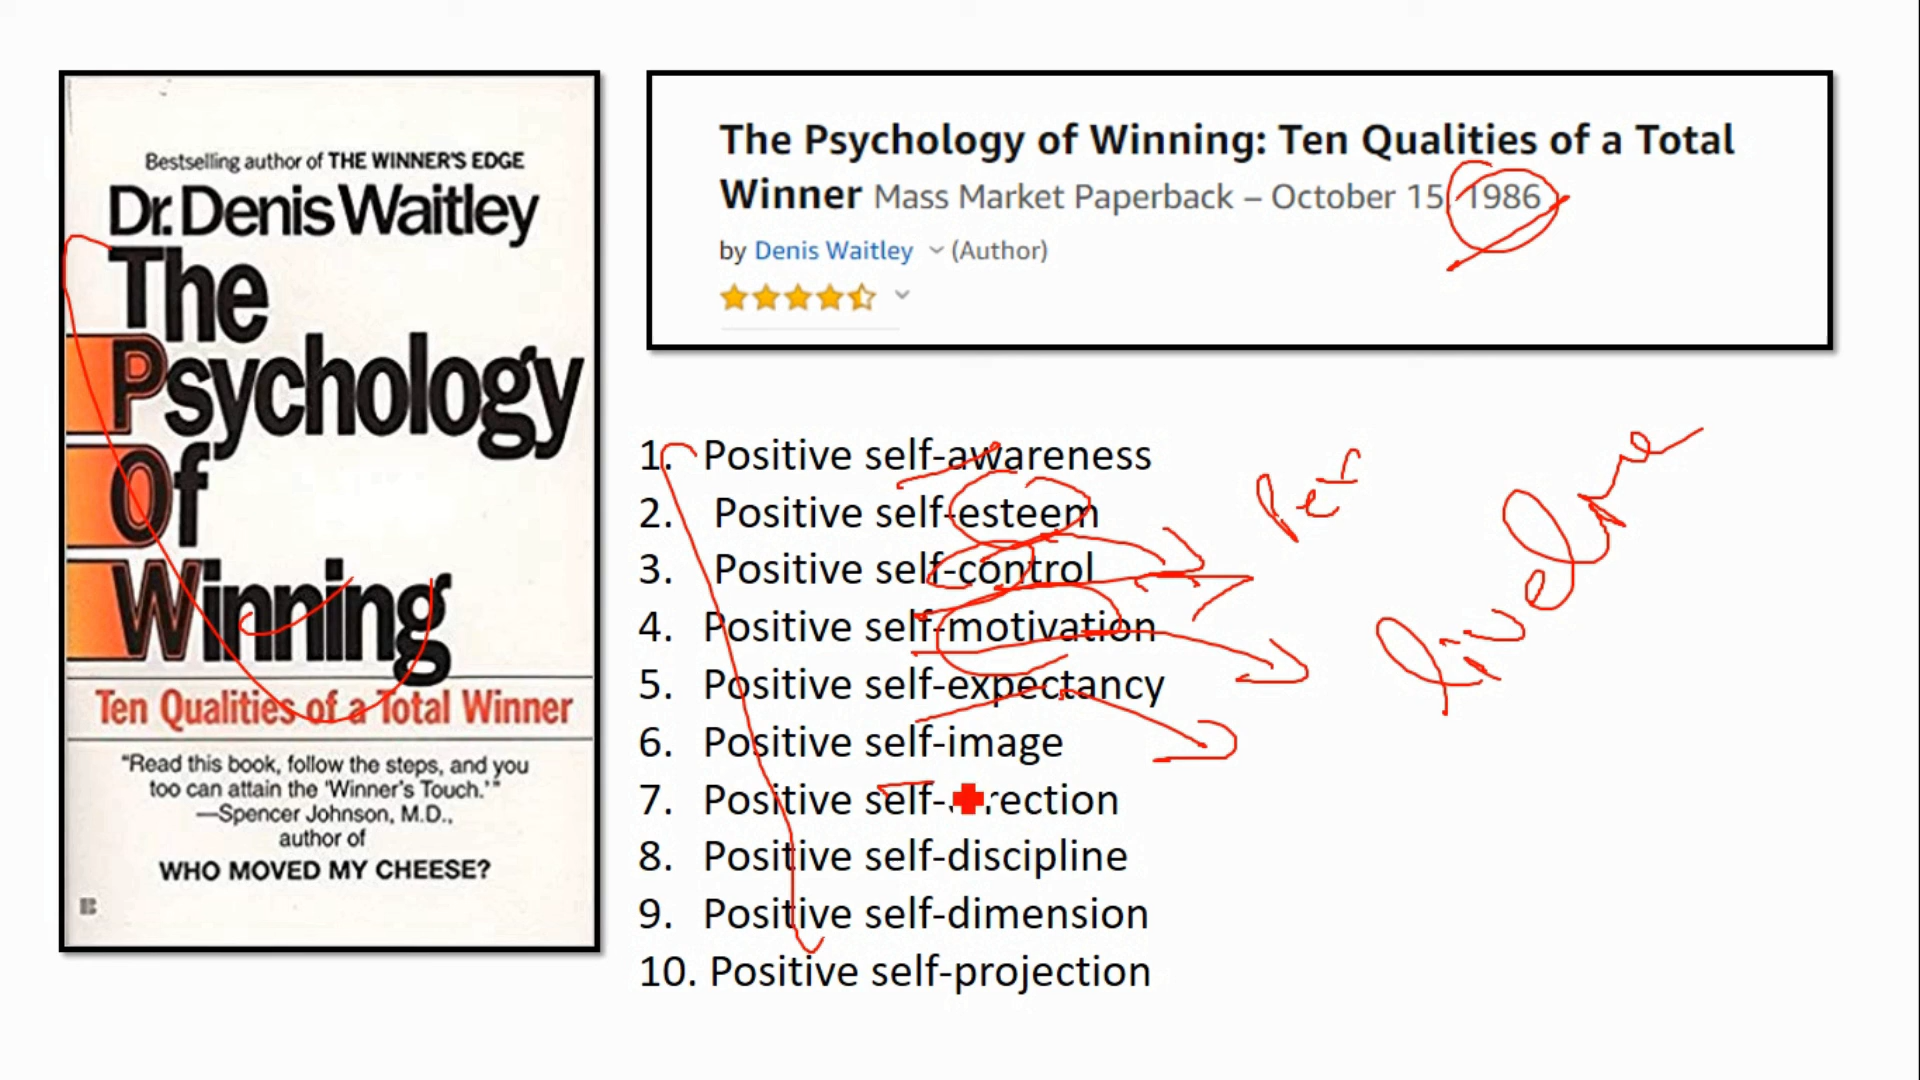 Bestselling author of THE WINNER'S EDGE
Dr. Denis Waitley
The
Psychology
Of
Winning
Ten Qualities of a Total Winner
"Read this book, follow the steps, and you
too can attain the 'Winner's Touch.'"
—Spencer Johnson, M.D.,
author of
WHO MOVED MY CHEESE?
B
The Psychology of Winning: Ten Qualities of a Total
Winner Mass Market Paperback – October 15, 1986
by Denis Waitley (Author)
1. Positive self-awareness
2. Positive self-esteem
3. Positive self-control
4. Positive self-motivation
5. Positive self-expectancy
6. Positive self-image
7. Positive
8. Positive self-discipline
9. Positive self-dimension
10. Positive self-projection